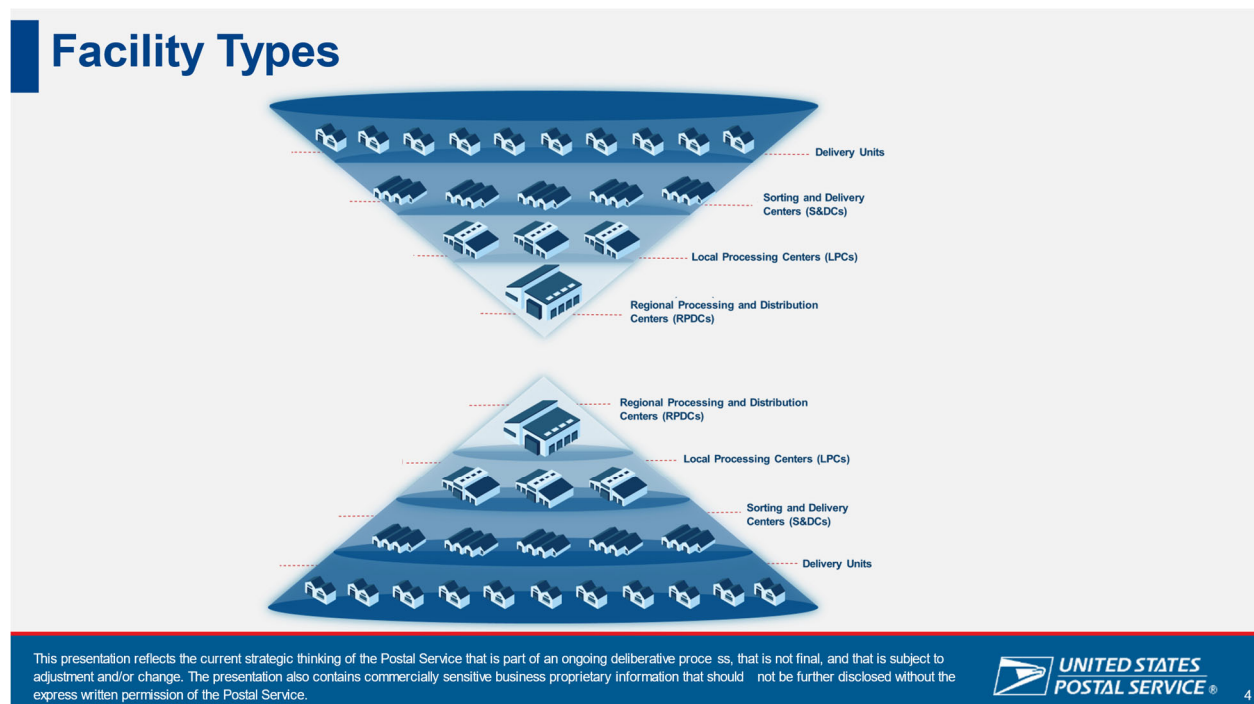 Facility Types
Delivery Units
Sorting and Delivery
Centers (S&DCs)
Local Processing Centers (LPCs)
Regional Processing and Distribution
Centers (RPDCs)
Regional Processing and Distribution
Centers (RPDCs)
Local Processing Centers (LPCs)
Sorting and Delivery
Centers (S&DCs)
Delivery Units
This presentation reflects the current strategic thinking of the Postal Service that is part of an ongoing deliberative proce ss, that is not final, and that is subject to
adjustment and/or change. The presentation also contains commercially sensitive business proprietary information that should not be further disclosed without the
express written permission of the Postal Service.
UNITED STATES
POSTAL SERVICE ®
4